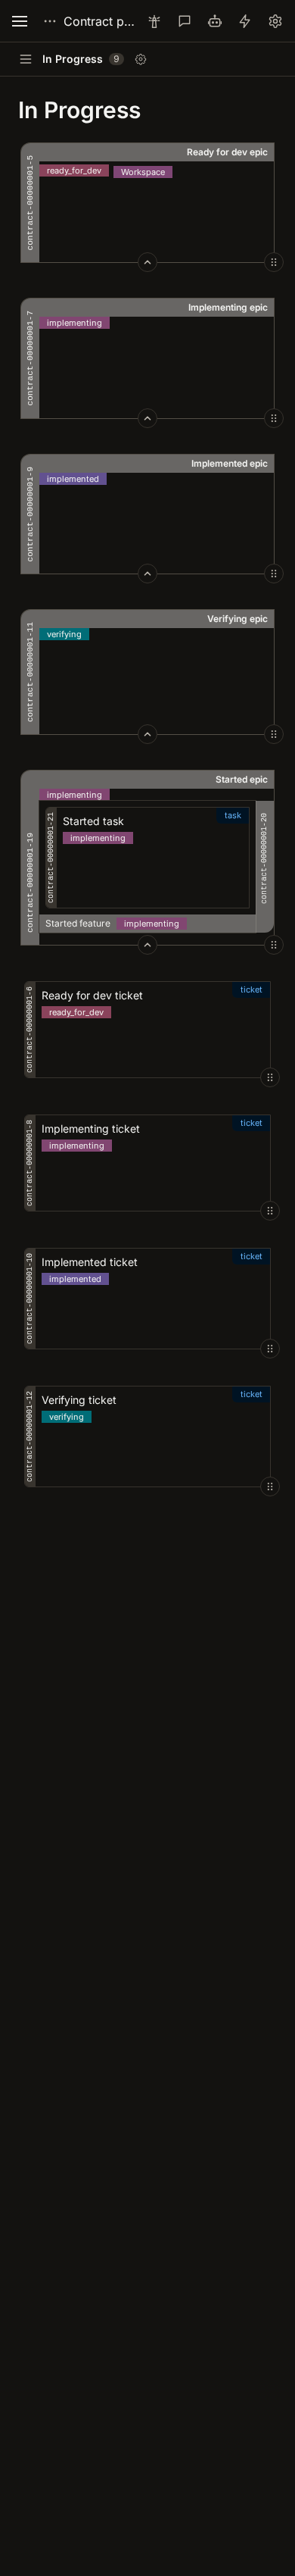 Contract p...
In Progress 9
In Progress
Ready for dev epic
contract-00000001-5
ready_for_dev Workspace
Implementing epic
contract-00000001-7
implementing
Implemented epic
contract-00000001-9
implemented
Verifying epic
contract-00000001-11
verifying
Started epic
contract-00000001-19
implementing
contract-00000001-21
task
Started task
implementing
contract-00000001-20
Started feature implementing
contract-00000001-6
ticket
Ready for dev ticket
ready_for_dev
contract-00000001-8
ticket
Implementing ticket
implementing
contract-00000001-10
ticket
Implemented ticket
implemented
contract-00000001-12
ticket
Verifying ticket
verifying